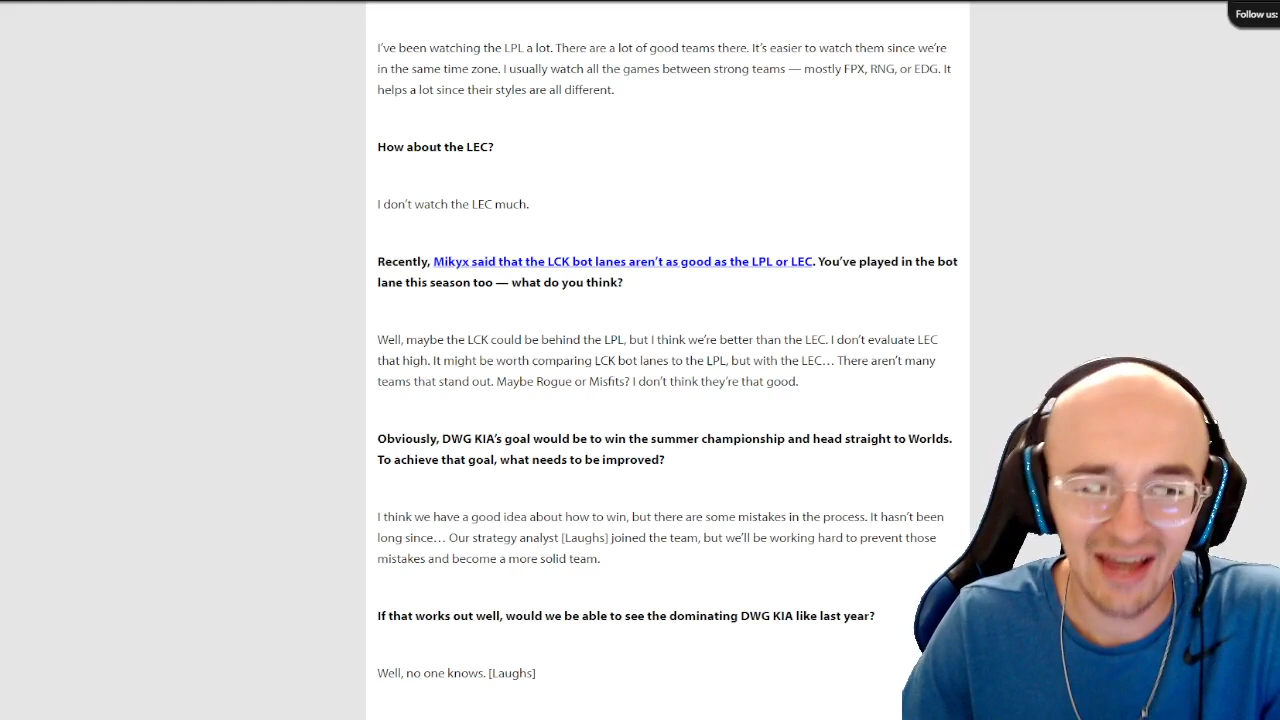 Follow us:
I've been watching the LPL a lot. There are a lot of good teams there. It's easier to watch them since we're
in the same time zone. I usually watch all the games between strong teams — mostly FPX, RNG, or EDG. It
helps a lot since their styles are all different.
How about the LEC?
I don't watch the LEC much.
Recently, Mikyx said that the LCK bot lanes aren't as good as the LPL or LEC. You've played in the bot
lane this season too — what do you think?
Well, maybe the LCK could be behind the LPL, but I think we're better than the LEC. I don't evaluate LEC
that high. It might be worth comparing LCK bot lanes to the LPL, but with the LEC… There aren't many
teams that stand out. Maybe Rogue or Misfits? I don't think they're that good.
Obviously, DWG KIA's goal would be to win the summer championship and head straight to Worlds.
To achieve that goal, what needs to be improved?
I think we have a good idea about how to win, but there are some mistakes in the process. It hasn't been
long since… Our strategy analyst [Laughs] joined the team, but we'll be working hard to prevent those
mistakes and become a more solid team.
If that works out well, would we be able to see the dominating DWG KIA like last year?
Well, no one knows. [Laughs]